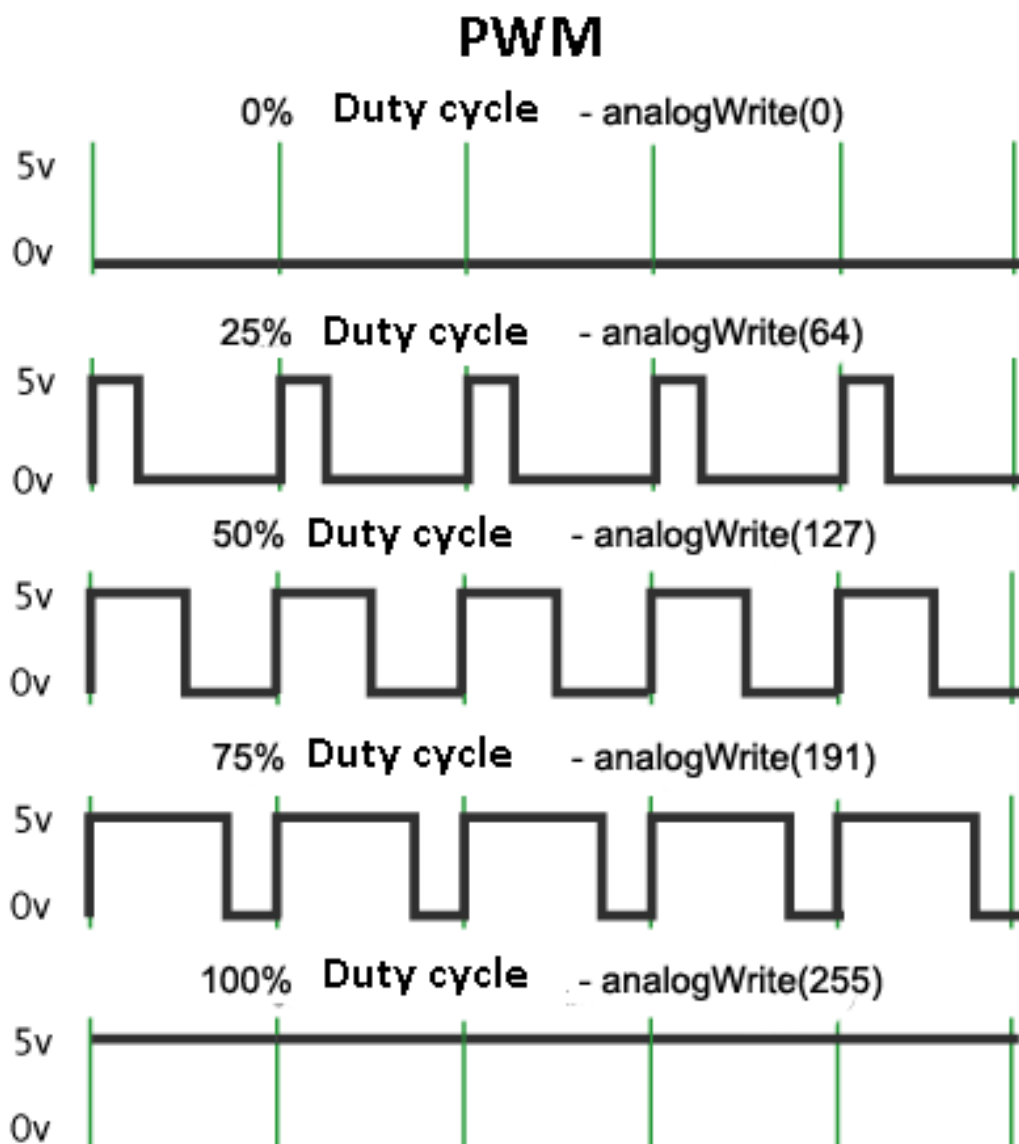 PWM
0% Duty cycle - analogWrite(0)
5v
0v
25% Duty cycle - analogWrite(64)
5v
0v
50% Duty cycle - analogWrite(127)
5v
0v
75% Duty cycle - analogWrite(191)
5v
0v
100% Duty cycle - analogWrite(255)
5v
0v